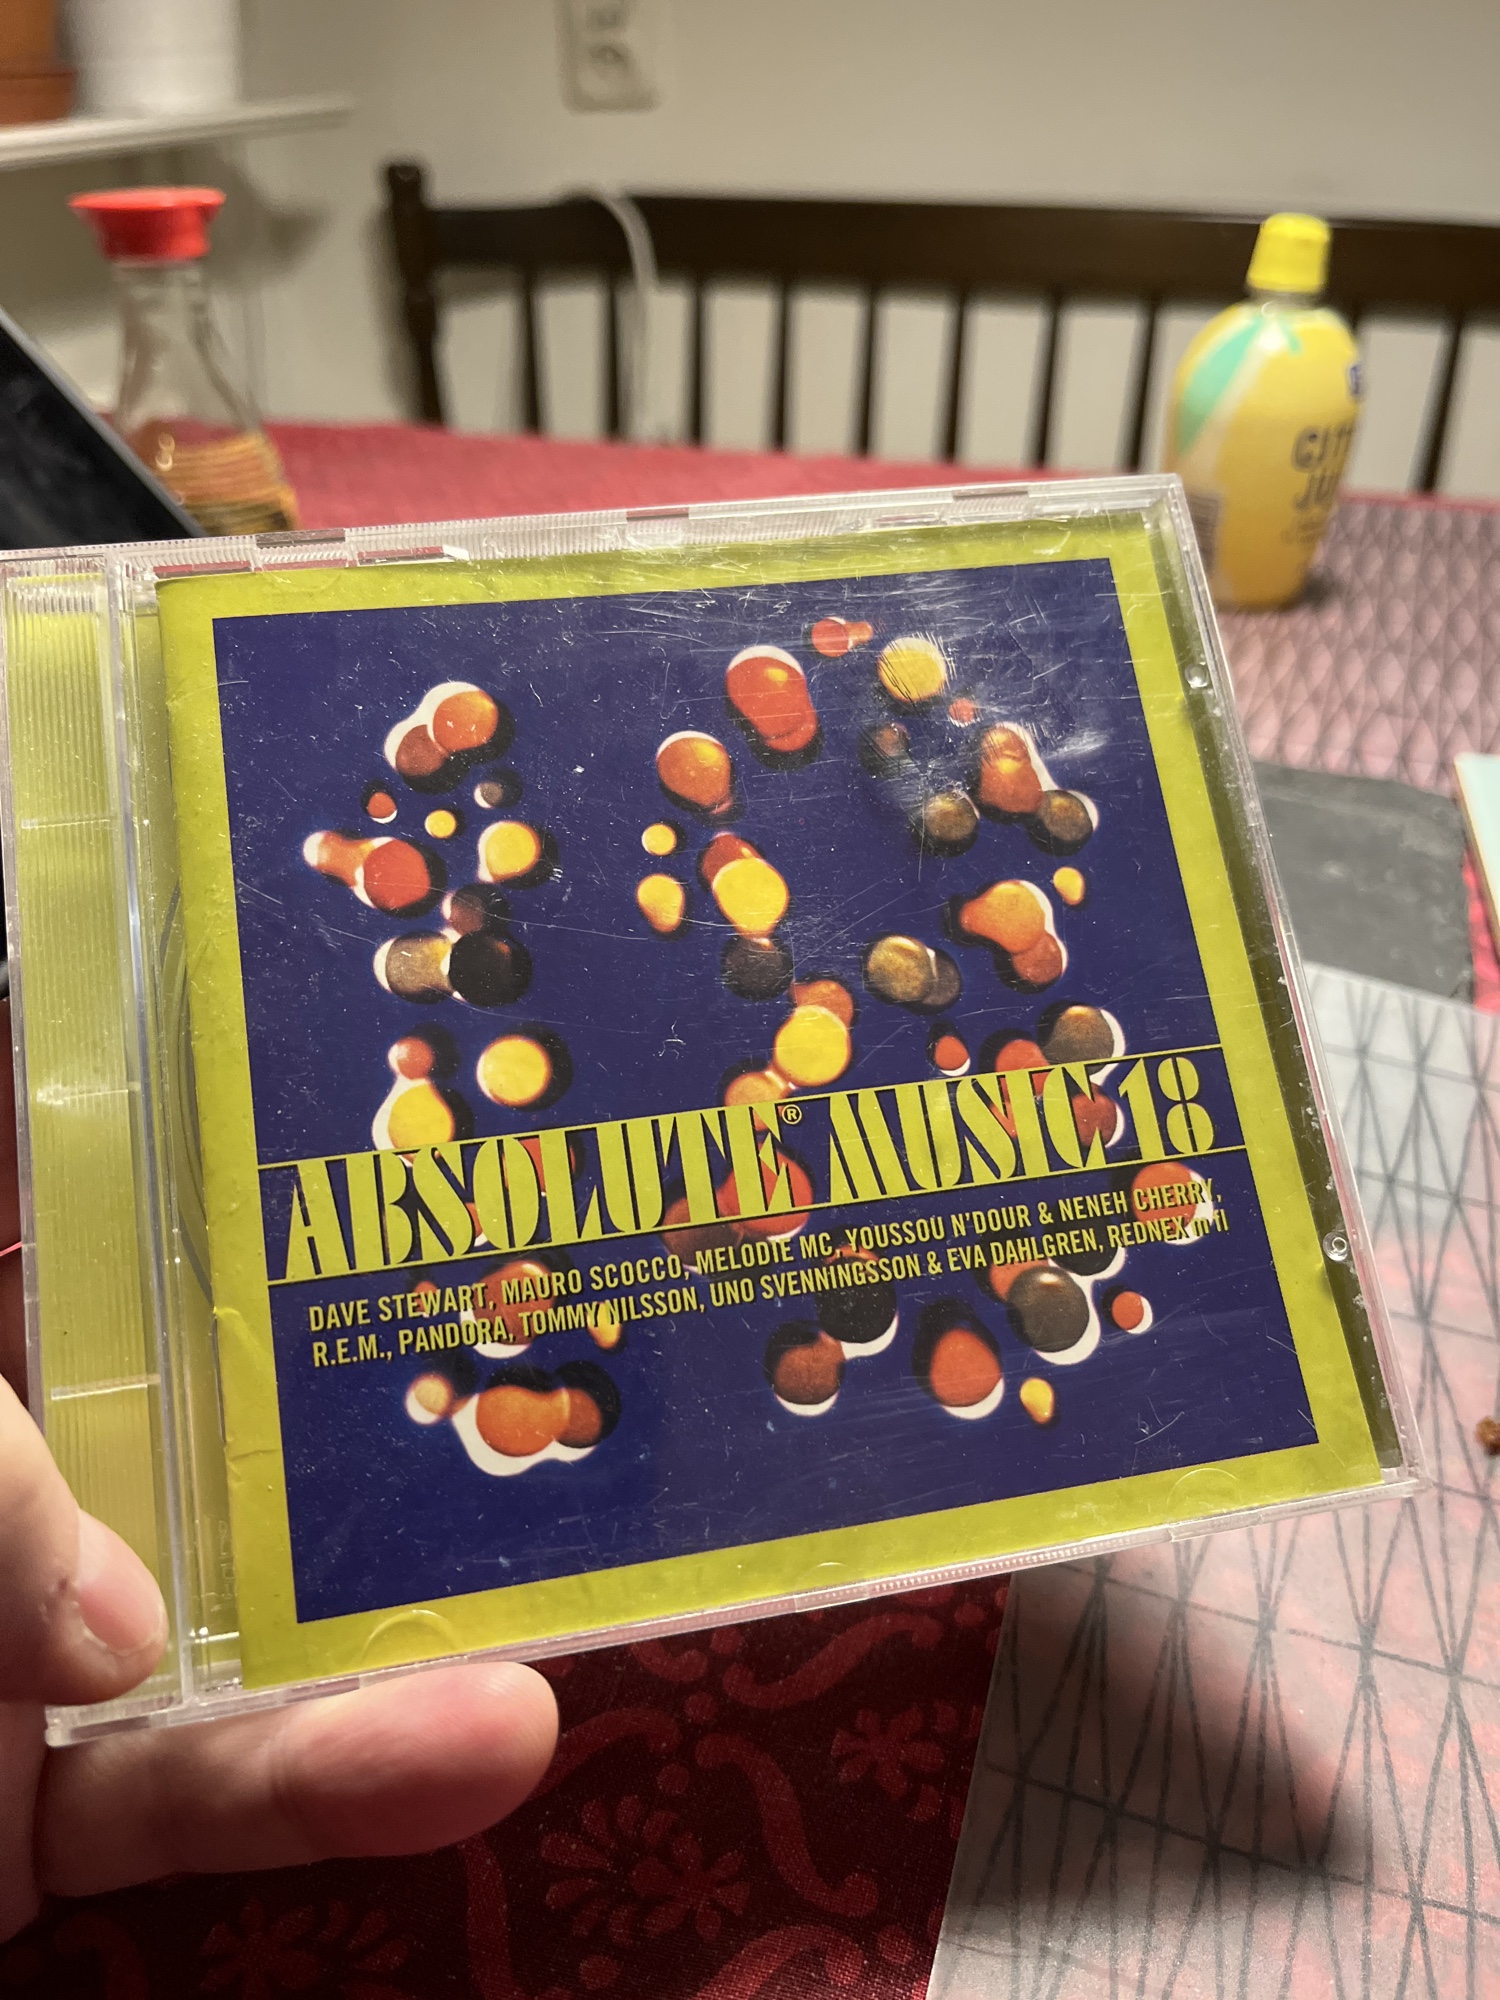 ABSOLUTE® MUSIC 18
DAVE STEWART, MAURO SCOCCO, MELODIE MC, YOUSSOU N'DOUR & NENEH CHERRY,
R.E.M., PANDORA, TOMMY NILSSON, UNO SVENNINGSSON & EVA DAHLGREN, REDNEX m fl